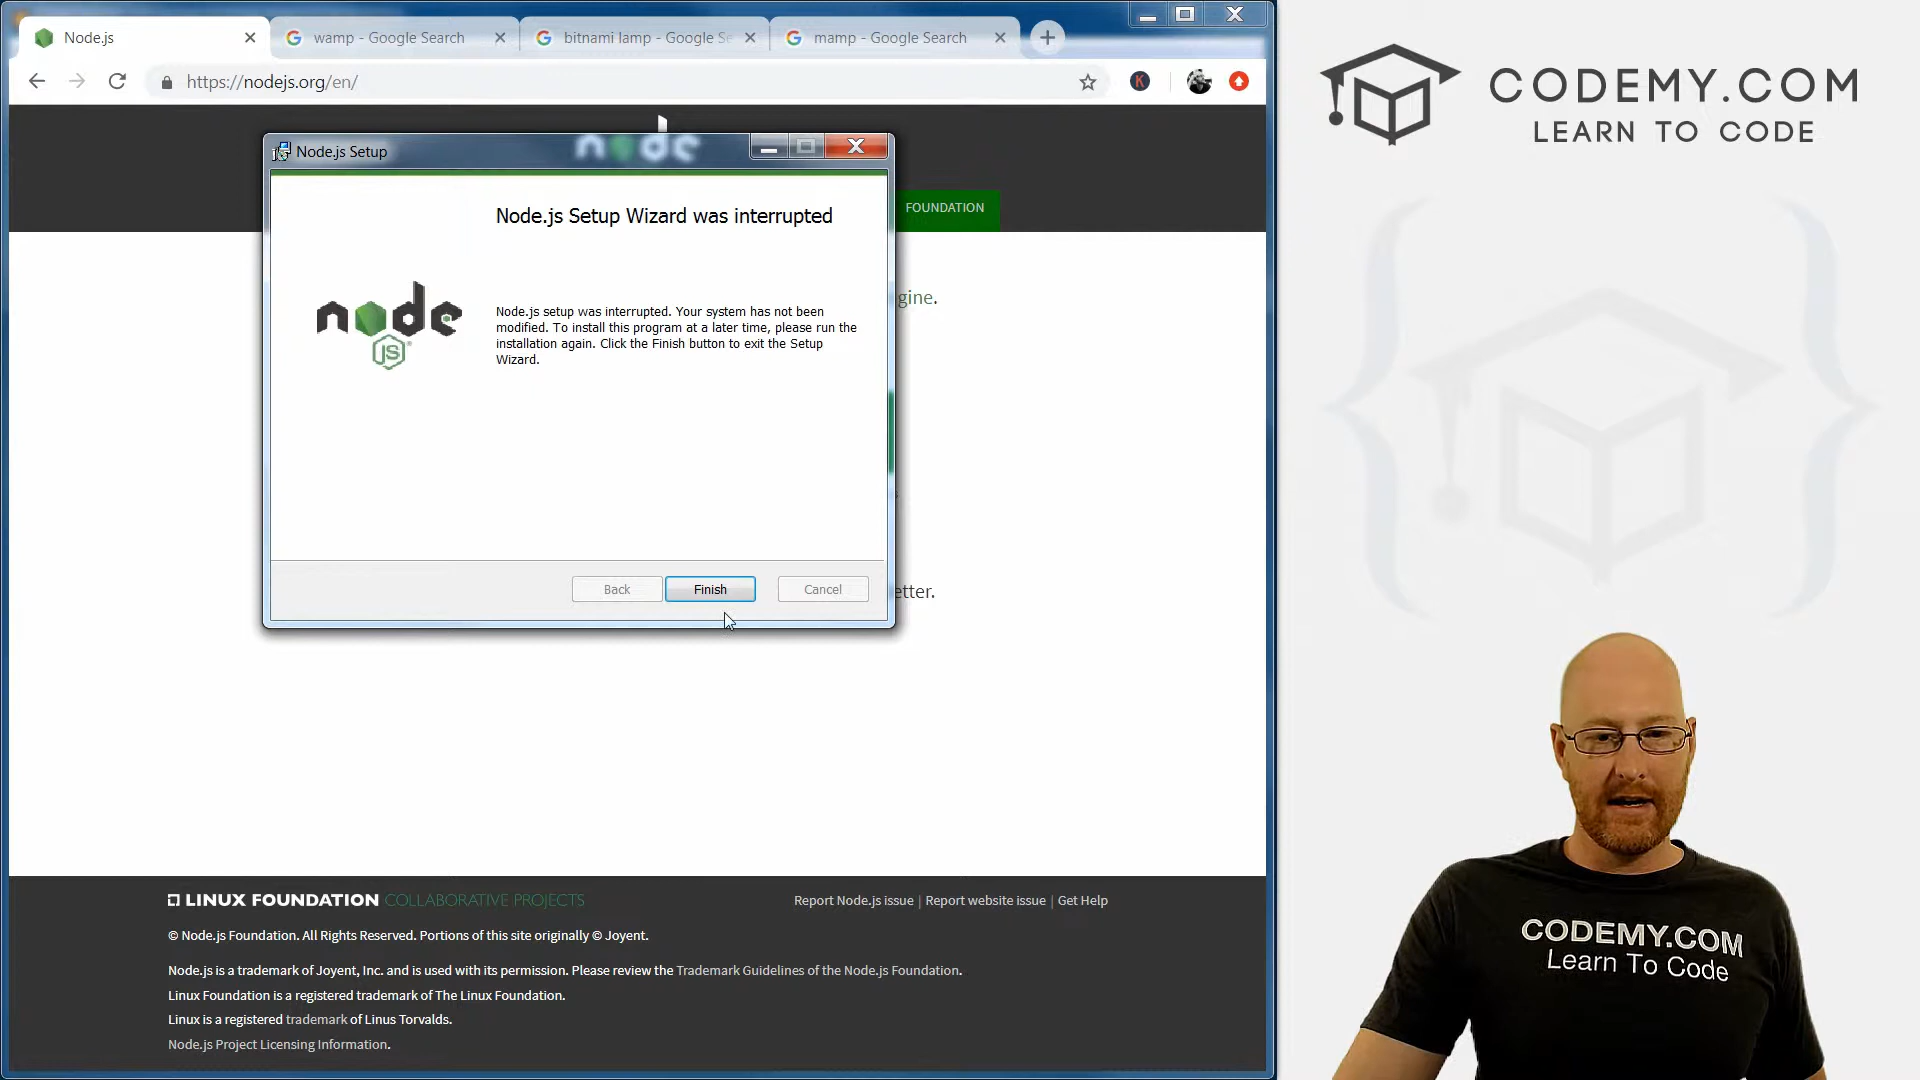 Node.js
wamp - Google Search
bitnami lamp - Google Se
mamp - Google Search
https://nodejs.org/en/
K
CODEMY.COM
LEARN TO CODE
Node.js Setup
node
FOUNDATION
Node.js Setup Wizard was interrupted
node
JS
Node.js setup was interrupted. Your system has not been
modified. To install this program at a later time, please run the
installation again. Click the Finish button to exit the Setup
Wizard.
gine.
Back
Finish
Cancel
etter.
LINUX FOUNDATION COLLABORATIVE PROJECTS
Report Node.js issue | Report website issue | Get Help
© Node.js Foundation. All Rights Reserved. Portions of this site originally © Joyent.
Node.js is a trademark of Joyent, Inc. and is used with its permission. Please review the Trademark Guidelines of the Node.js Foundation.
Linux Foundation is a registered trademark of The Linux Foundation.
Linux is a registered trademark of Linus Torvalds.
Node.js Project Licensing Information.
CODEMY.COM
Learn To Code